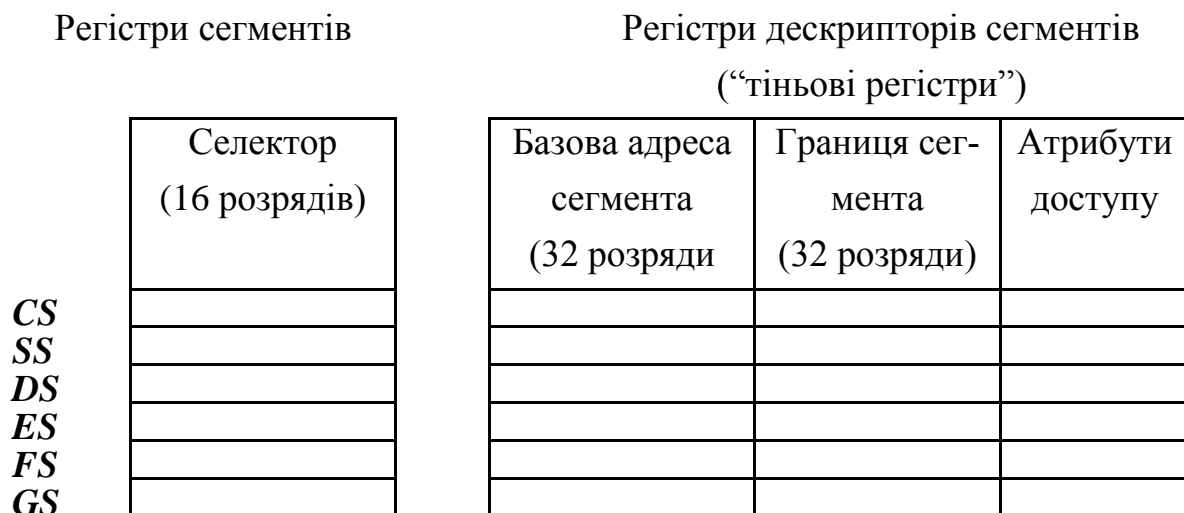 Регістри сегментів
Регістри дескрипторів сегментів
(“тіньові регістри”)
Селектор
(16 розрядів)
Базова адреса
сегмента
(32 розряди
Границя сег-
мента
(32 розряди)
Атрибути
доступу
CS
SS
DS
ES
FS
GS